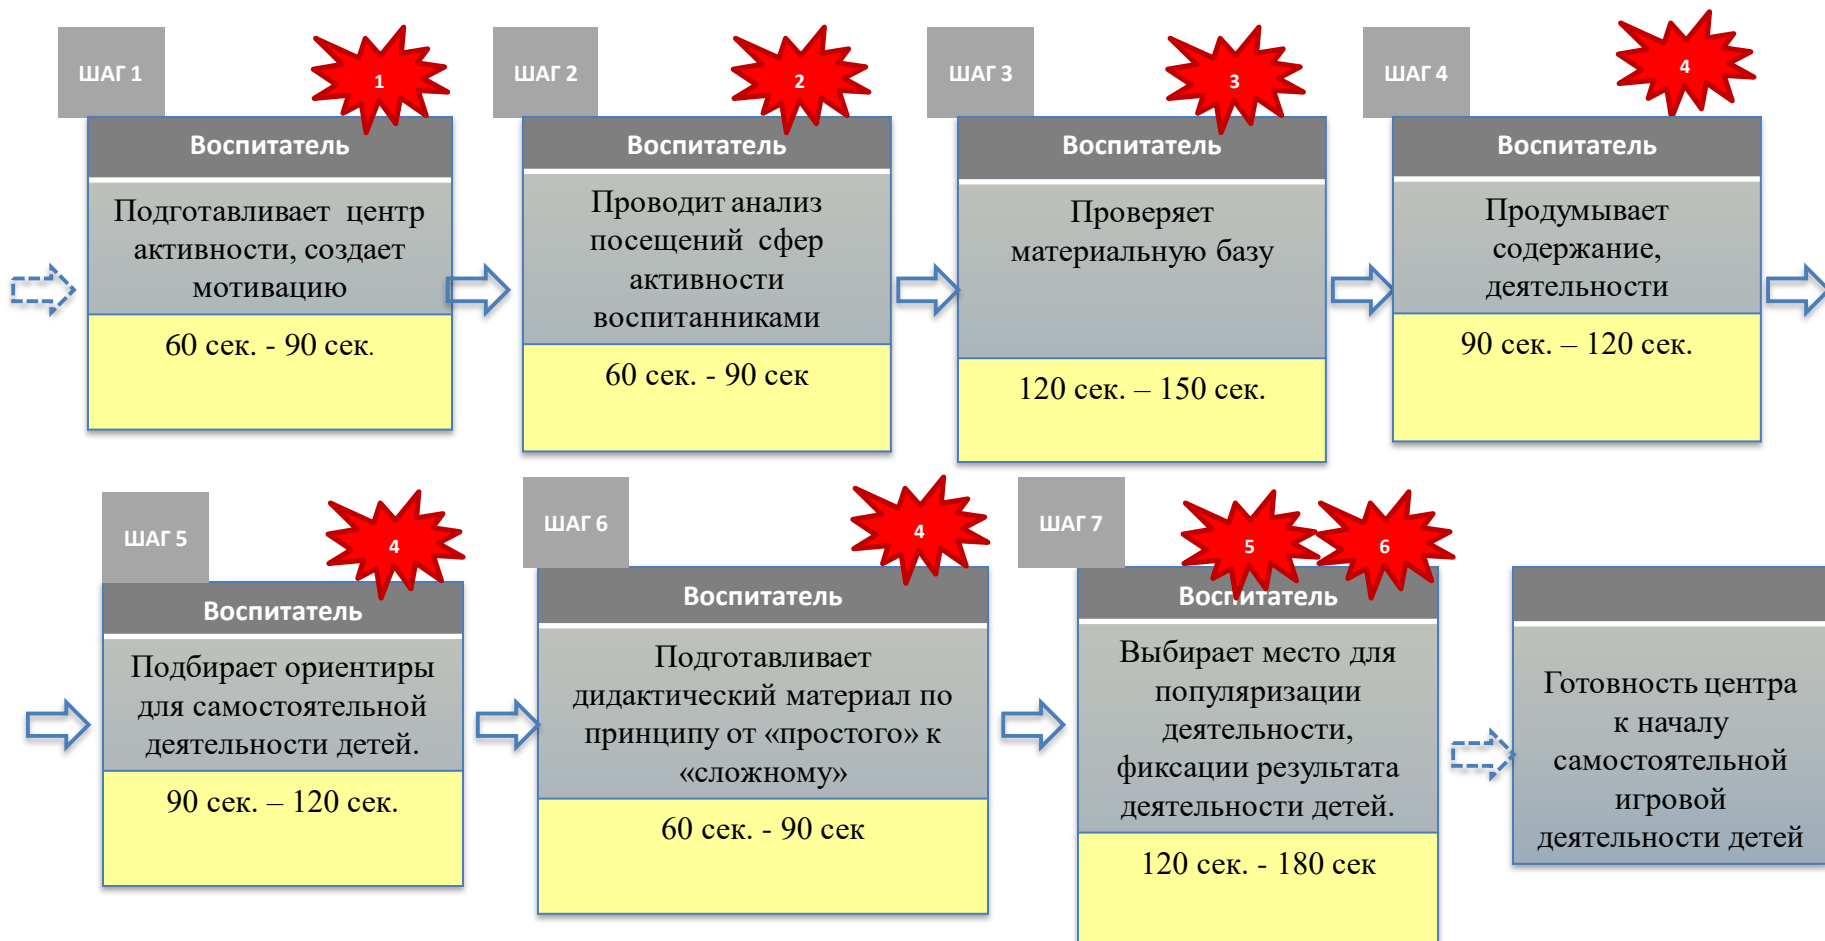 ШАГ 1
1
Воспитатель
Подготавливает центр
активности, создает
мотивацию
60 сек. - 90 сек.
ШАГ 2
2
Воспитатель
Проводит анализ
посещений сфер
активности
воспитанниками
60 сек. - 90 сек
ШАГ 3
3
Воспитатель
Проверяет
материальную базу
120 сек. – 150 сек.
ШАГ 4
4
Воспитатель
Продумывает
содержание,
деятельности
90 сек. – 120 сек.
ШАГ 5
4
Воспитатель
Подбирает ориентиры
для самостоятельной
деятельности детей.
90 сек. – 120 сек.
ШАГ 6
4
Воспитатель
Подготавливает
дидактический материал по
принципу от «простого» к
«сложному»
60 сек. - 90 сек
ШАГ 7
5
6
Воспитатель
Выбирает место для
популяризации
деятельности,
фиксации результата
деятельности детей.
120 сек. - 180 сек
Готовность центра
к началу
самостоятельной
игровой
деятельности детей